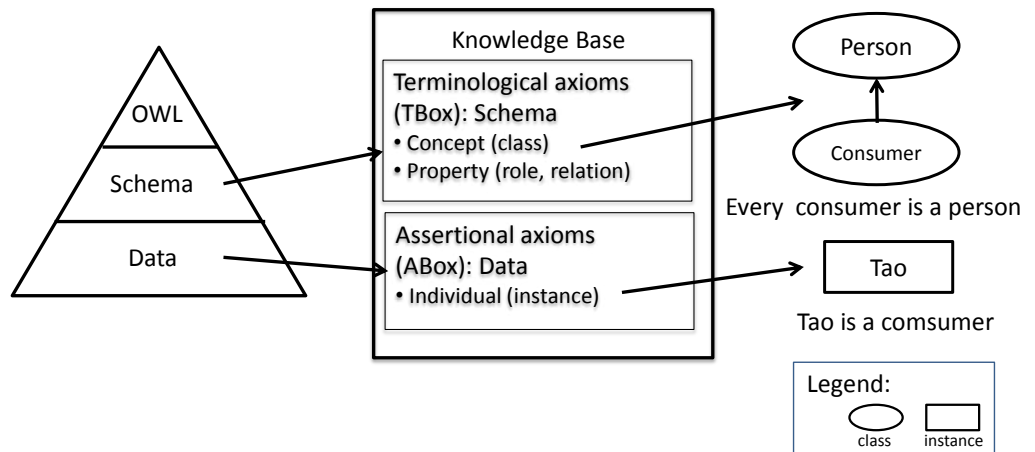 OWL
Schema
Data
Knowledge Base
Terminological axioms
(TBox): Schema
• Concept (class)
• Property (role, relation)
Assertional axioms
(ABox): Data
• Individual (instance)
Person
Consumer
Every consumer is a person
Tao
Tao is a comsumer
Legend:
class instance